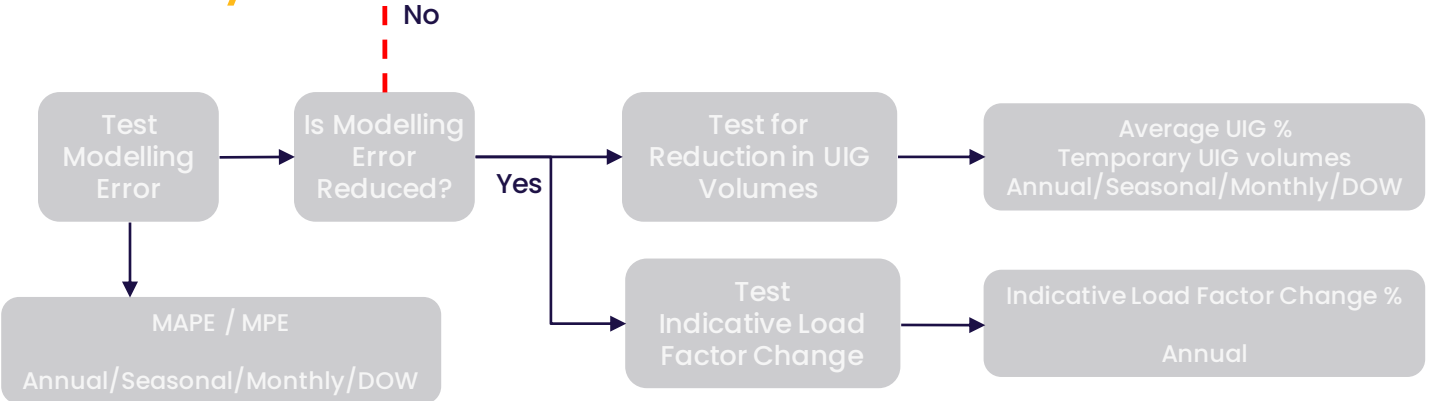 No
Test
Modelling
Error
Is Modelling
Error
Reduced?
Yes
Test for
Reduction in UIG
Volumes
Average UIG %
Temporary UIG volumes
Annual/Seasonal/Monthly/DOW
MAPE / MPE
Annual/Seasonal/Monthly/DOW
Test
Indicative Load
Factor Change
Indicative Load Factor Change %
Annual